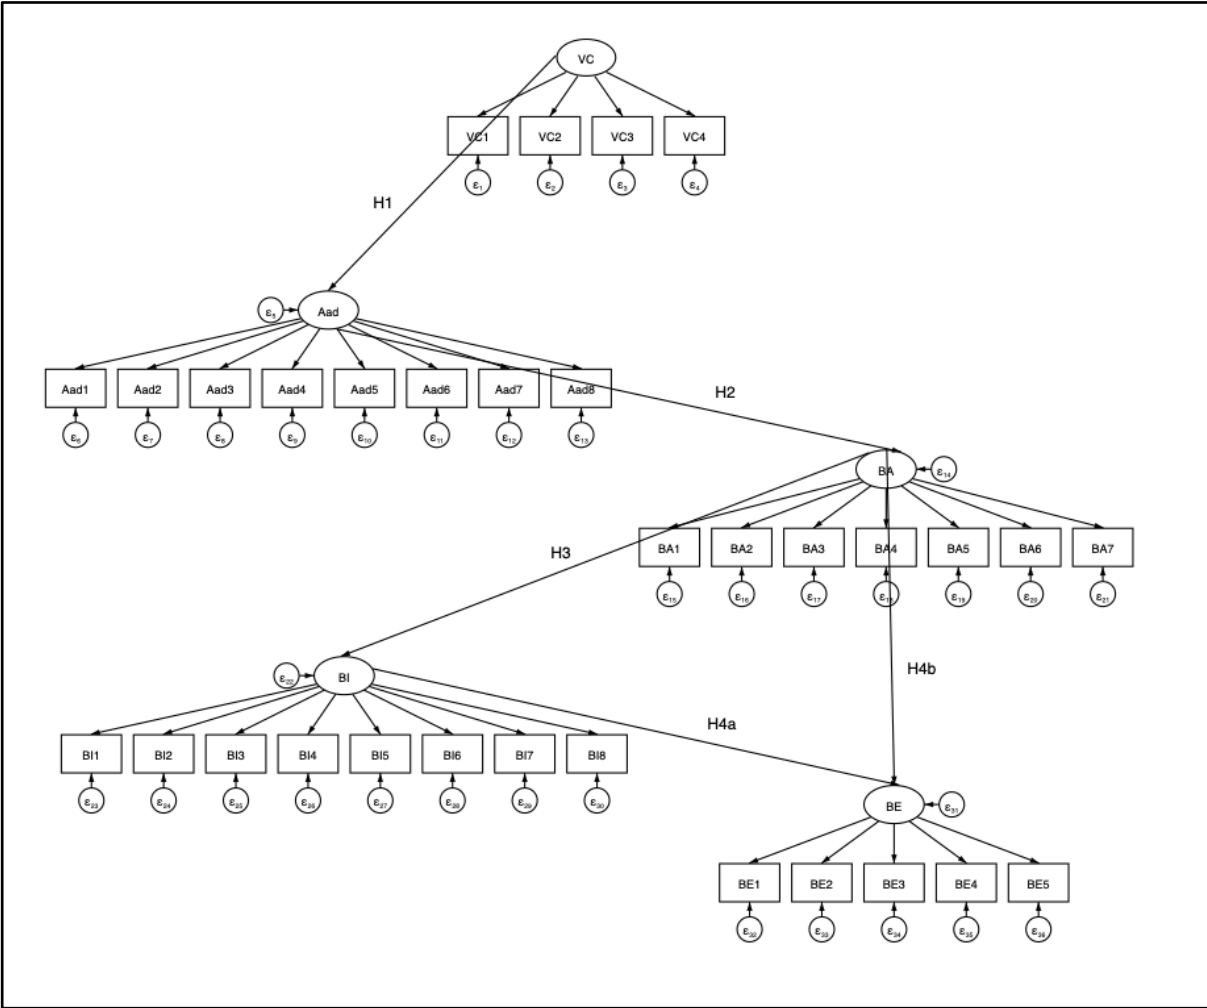 VC
VC1 VC2 VC3 VC4
ε1 ε2 ε3 ε4
H1
ε5 Aad
Aad1 Aad2 Aad3 Aad4 Aad5 Aad6 Aad7 Aad8
H2
ε6 ε7 ε8 ε9 ε10 ε11 ε12 ε13
BA ε14
H3
BA1 BA2 BA3 BA4 BA5 BA6 BA7
ε15 ε16 ε17 ε18 ε19 ε20 ε21
H4b
ε22 BI
H4a
BI1 BI2 BI3 BI4 BI5 BI6 BI7 BI8
ε23 ε24 ε25 ε26 ε27 ε28 ε29 ε30
BE ε31
BE1 BE2 BE3 BE4 BE5
ε32 ε33 ε34 ε35 ε36